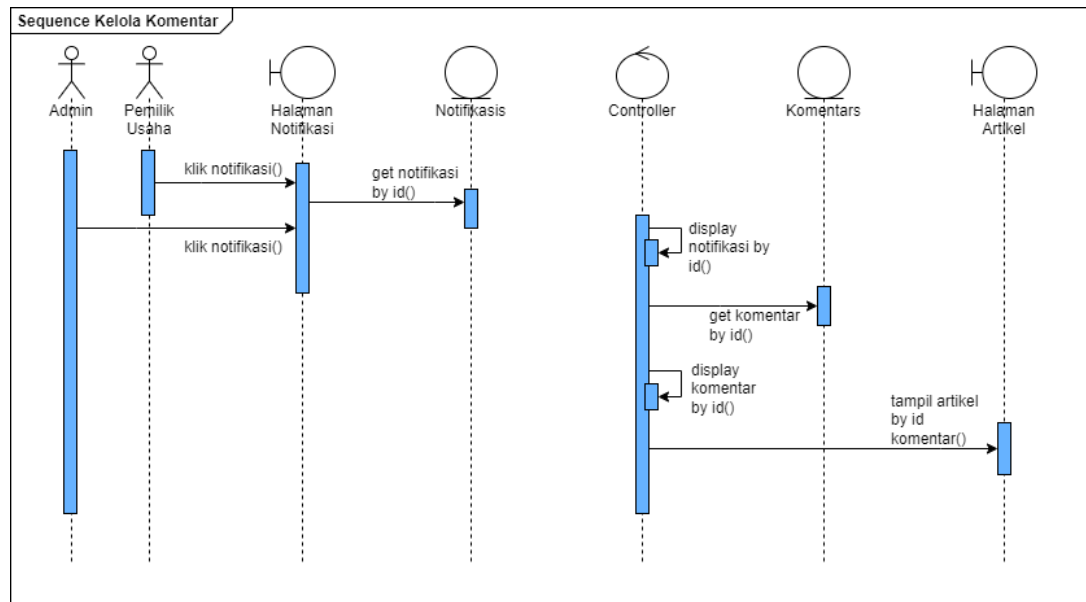 Sequence Kelola Komentar
Admin
Pemilik
Usaha
Halaman
Notifikasi
Notifikasis
Controller
Komentars
Halaman
Artikel
klik notifikasi()
get notifikasi
by id()
klik notifikasi()
display
notifikasi by
id()
get komentar
by id()
display
komentar
by id()
tampil artikel
by id
komentar()